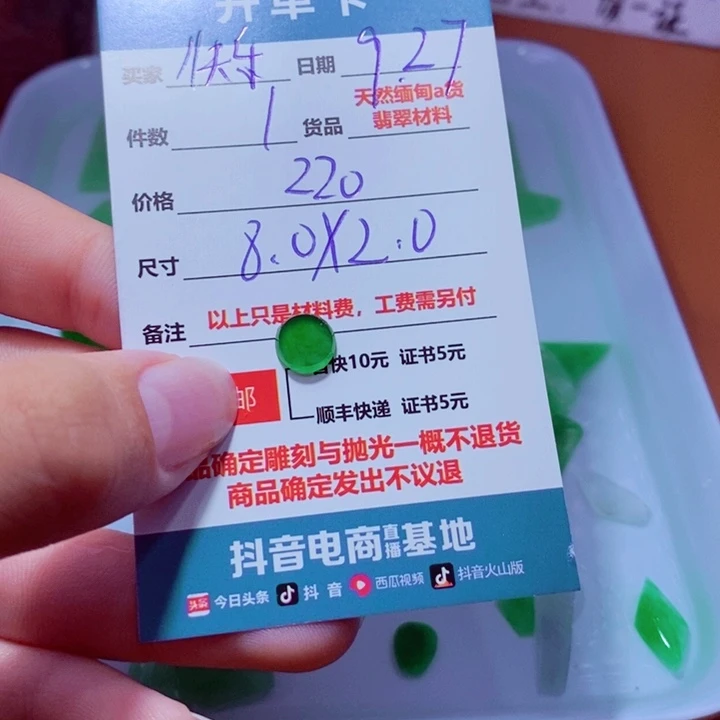 开单卡
买家 快乐 日期 9.27
件数 1 货品 天然缅甸a货
翡翠材料
价格 220
尺寸 8.0X2.0
备注 以上只是材料费，工费需另付
邮 快10元 证书5元
顺丰快递 证书5元
品确定雕刻与抛光一概不退货
商品确定发出不议退
抖音电商直播基地
头条 今日头条 抖音 西瓜视频 抖音火山版